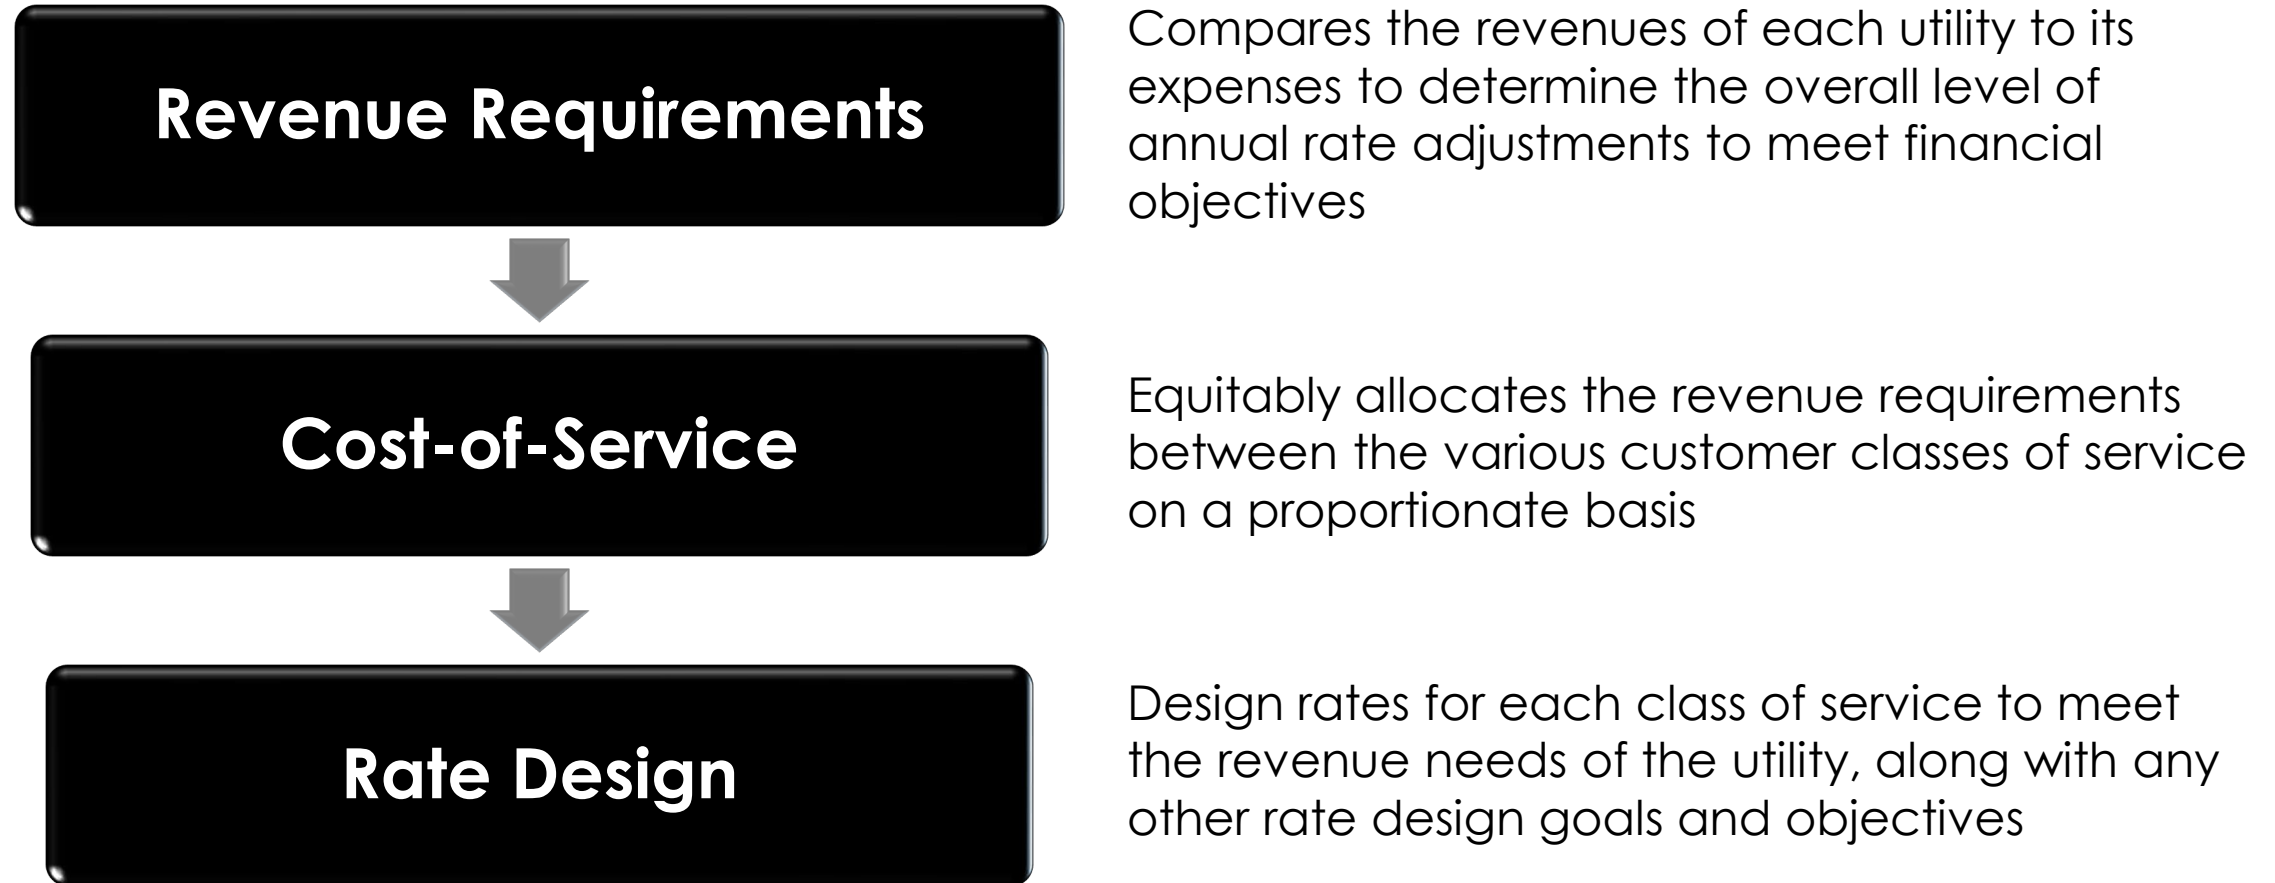 Revenue Requirements
Compares the revenues of each utility to its
expenses to determine the overall level of
annual rate adjustments to meet financial
objectives
Cost-of-Service
Equitably allocates the revenue requirements
between the various customer classes of service
on a proportionate basis
Rate Design
Design rates for each class of service to meet
the revenue needs of the utility, along with any
other rate design goals and objectives